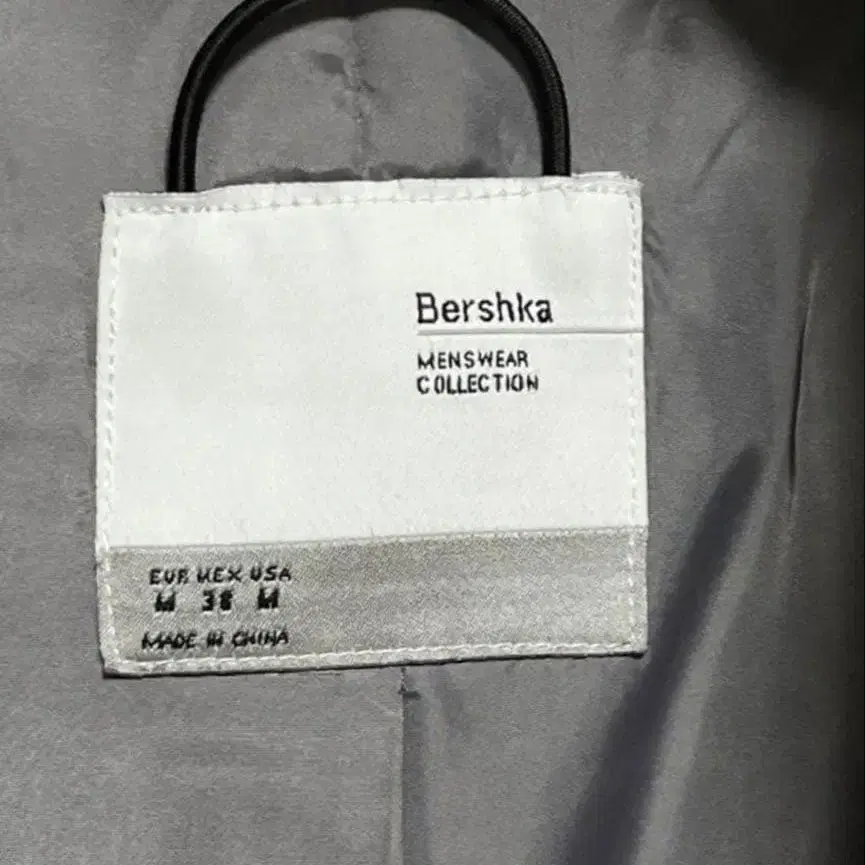 Bershka
MENSWEAR
COLLECTION
EUR MEX USA
M 38 M
MADE IN CHINA